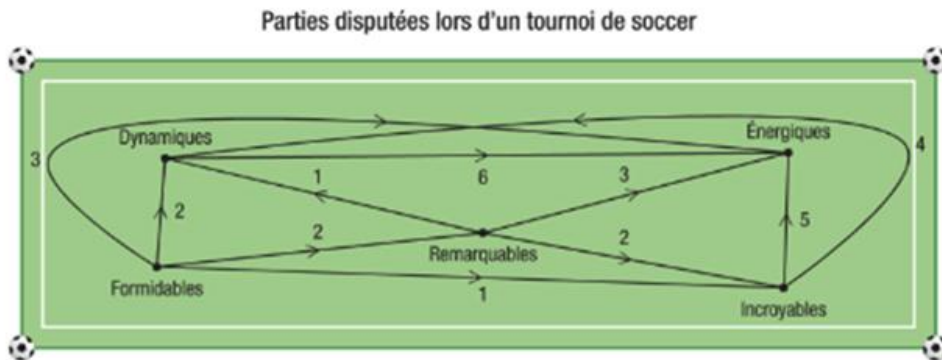 Parties disputées lors d'un tournoi de soccer
Dynamiques
Énergiques
3
4
1
6
3
2
5
2
Remarquables
2
Formidables
1
Incroyables